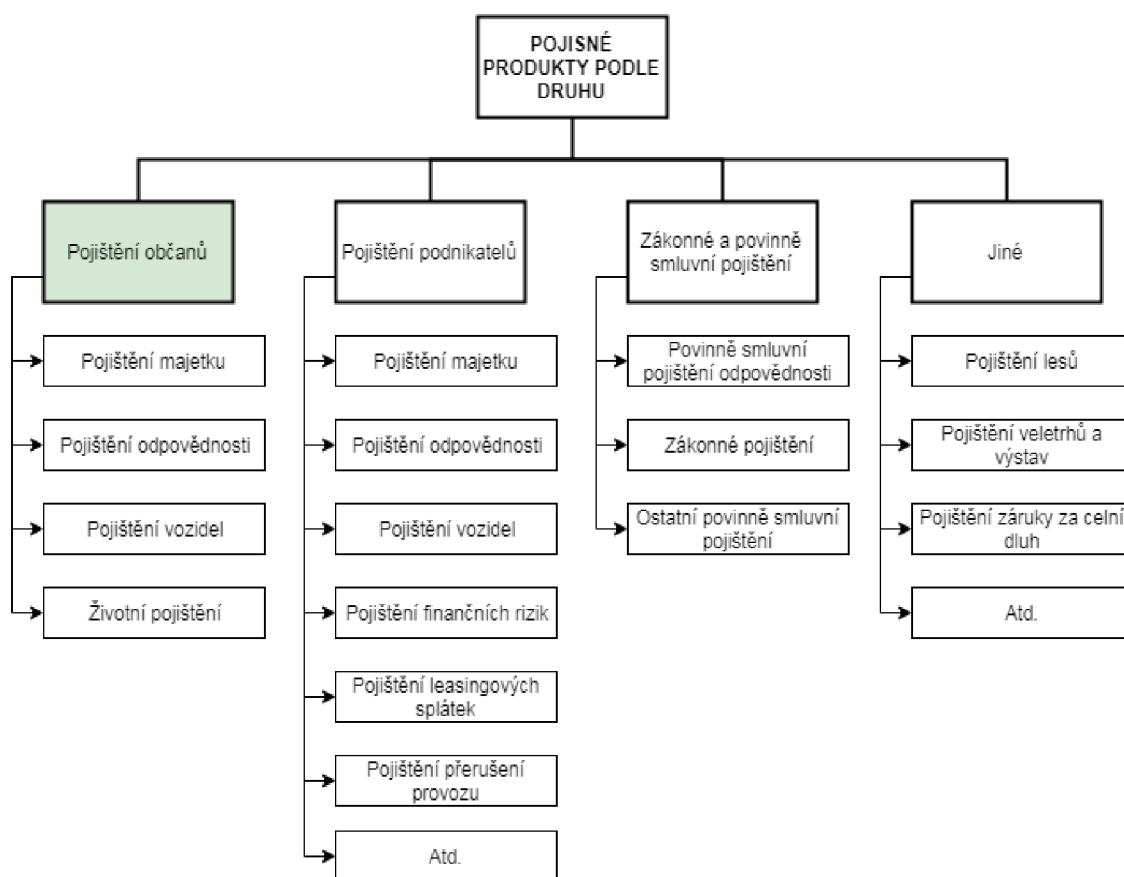 POJISNÉ
PRODUKTY PODLE
DRUHU
Pojištění občanů
Pojištění majetku
Pojištění odpovědnosti
Pojištění vozidel
Životní pojištění
Pojištění podnikatelů
Pojištění majetku
Pojištění odpovědnosti
Pojištění vozidel
Pojištění finančních rizik
Pojištění leasingových
splátek
Pojištění přerušení
provozu
Atd.
Zákonné a povinně
smluvní pojištění
Povinně smluvní
pojištění odpovědnosti
Zákonné pojištění
Ostatní povinně smluvní
pojištění
Jiné
Pojištění lesů
Pojištění veletrhů a
výstav
Pojištění záruky za celní
dluh
Atd.